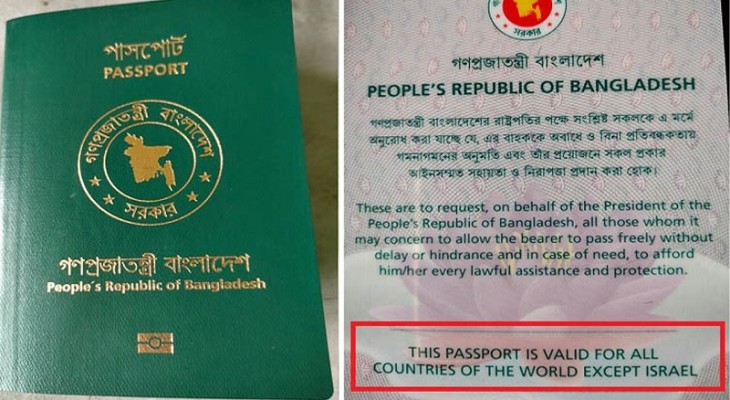 পাসপোর্ট
PASSPORT
গণপ্রজাতন্ত্রী বাংলাদেশ
সরকার
গণপ্রজাতন্ত্রী বাংলাদেশ
People's Republic of Bangladesh
সরকার
গণপ্রজাতন্ত্রী বাংলাদেশ
PEOPLE'S REPUBLIC OF BANGLADESH
গণপ্রজাতন্ত্রী বাংলাদেশের রাষ্ট্রপতির পক্ষে সংশ্লিষ্ট সকলকে এ মর্মে
অনুরোধ করা যাচ্ছে যে, এর বাহককে অবাধে ও বিনা প্রতিবন্ধকতায়
গমনাগমনের অনুমতি এবং তাঁর প্রয়োজনে সকল প্রকার
আইনসম্মত সহায়তা ও নিরাপত্তা প্রদান করা হোক।
These are to request, on behalf of the President of the
People's Republic of Bangladesh, all those whom it
may concern to allow the bearer to pass freely without
delay or hindrance and in case of need, to afford
him/her every lawful assistance and protection.
THIS PASSPORT IS VALID FOR ALL
COUNTRIES OF THE WORLD EXCEPT ISRAEL